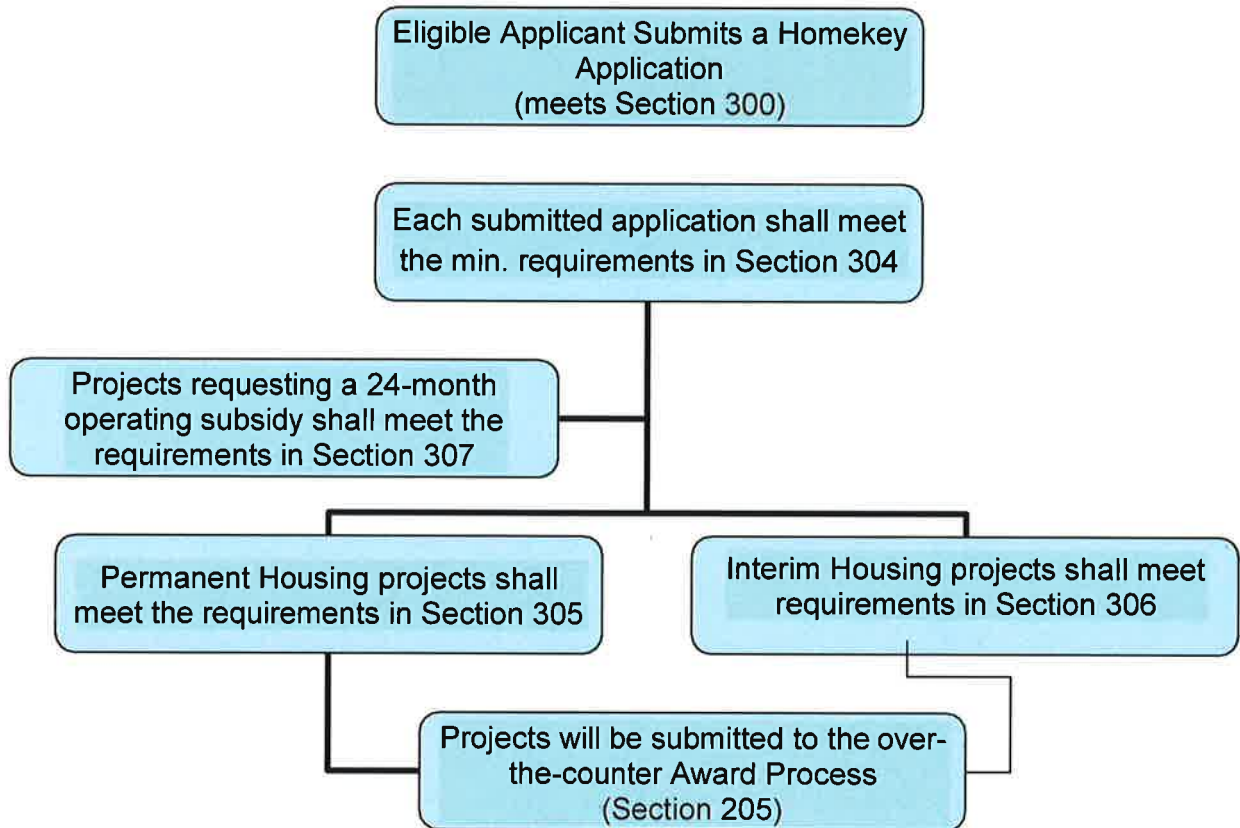 Eligible Applicant Submits a Homekey
Application
(meets Section 300)
Each submitted application shall meet
the min. requirements in Section 304
Projects requesting a 24-month
operating subsidy shall meet the
requirements in Section 307
Permanent Housing projects shall
meet the requirements in Section 305
Interim Housing projects shall meet
requirements in Section 306
Projects will be submitted to the over-
the-counter Award Process
(Section 205)